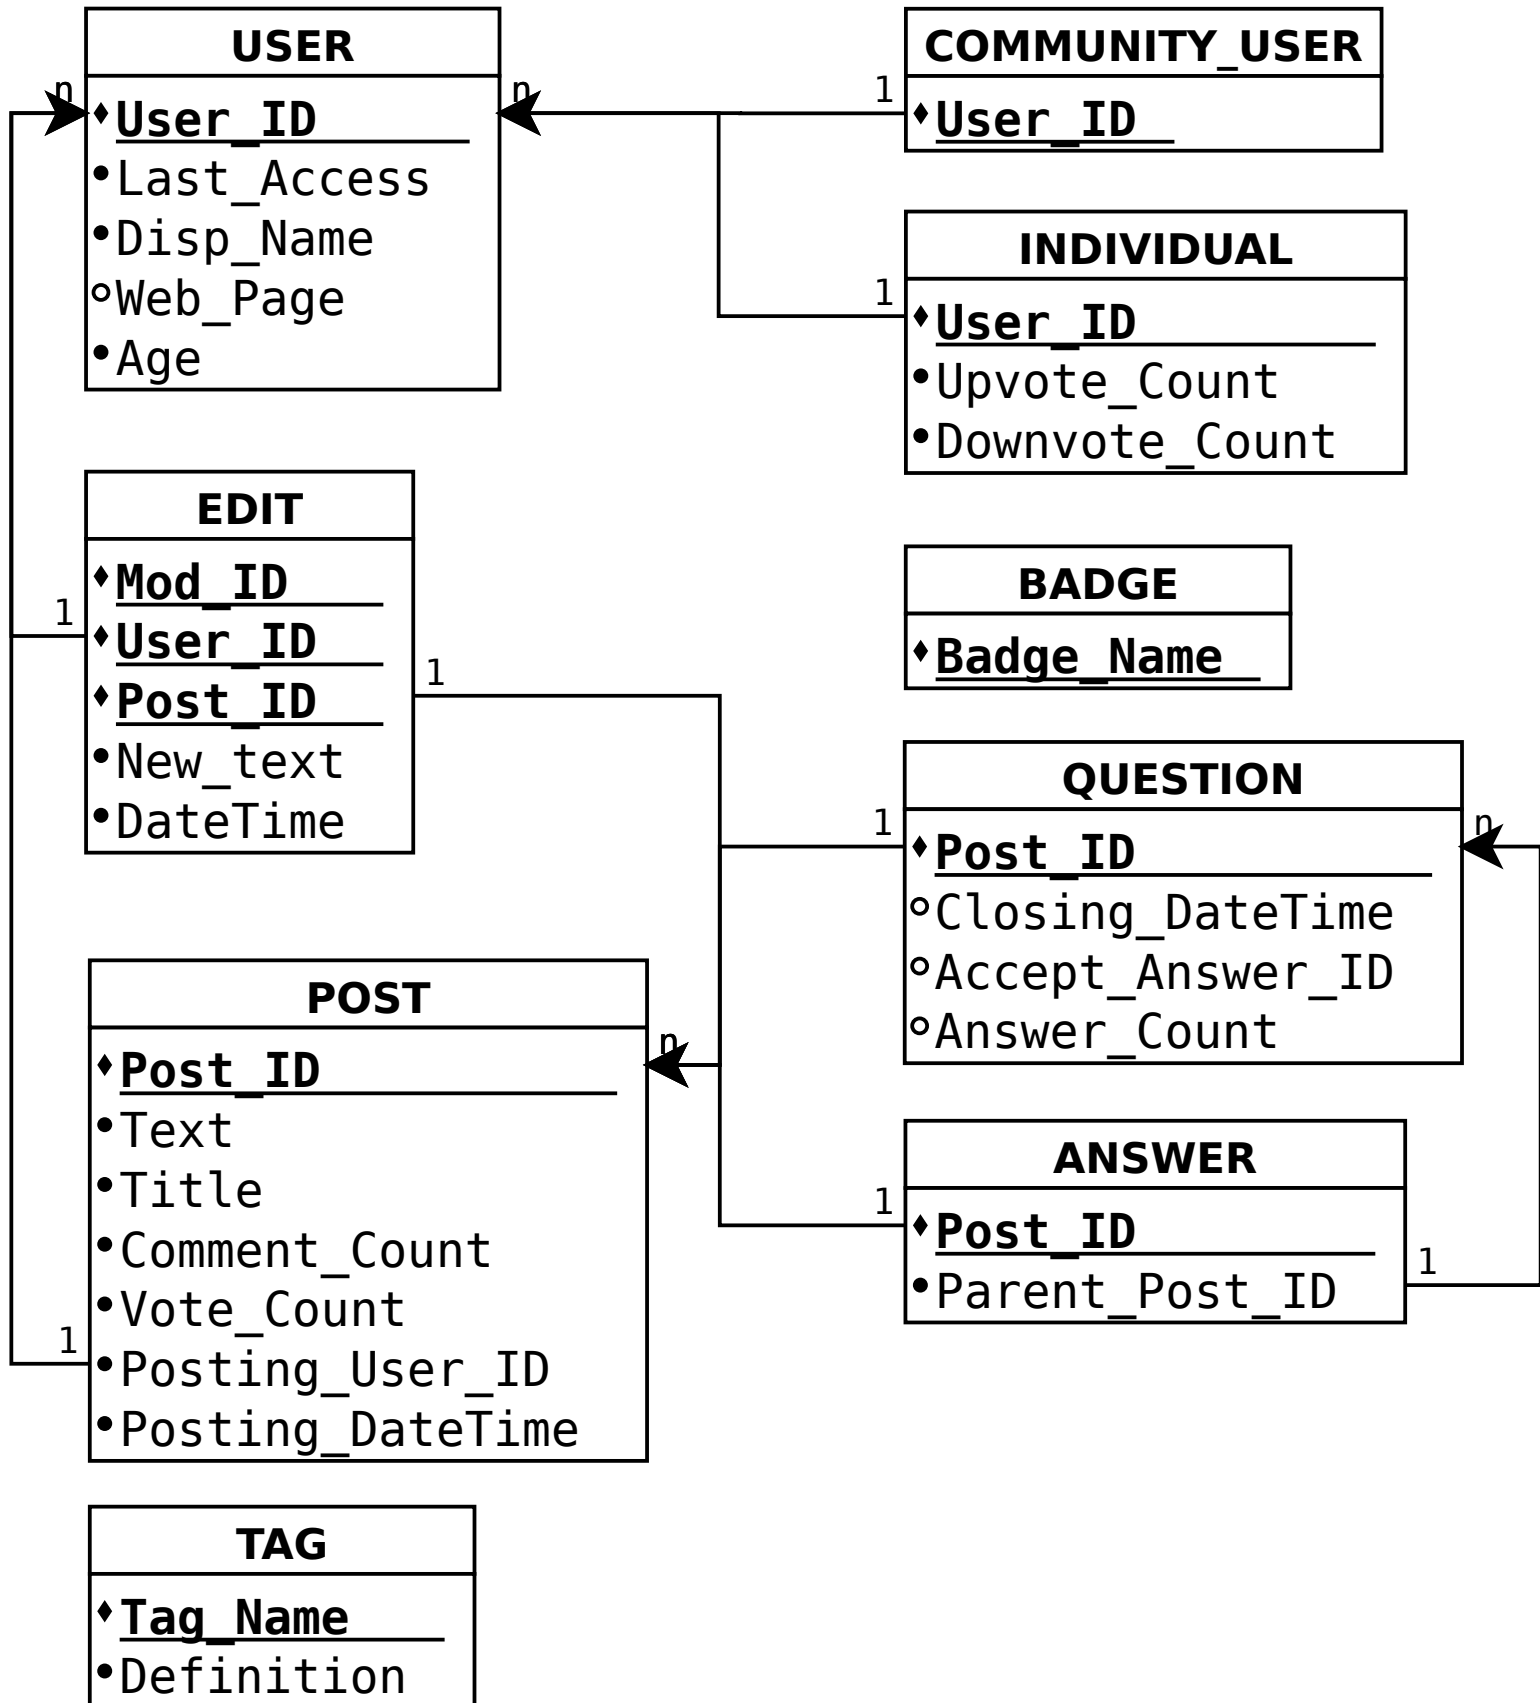 USER
n
User_ID
Last_Access
Disp_Name
Web_Page
Age
n
COMMUNITY_USER
1
User_ID
INDIVIDUAL
1
User_ID
Upvote_Count
Downvote_Count
EDIT
Mod_ID
1
User_ID
Post_ID
1
New_text
DateTime
BADGE
Badge_Name
QUESTION
1
Post_ID
n
Closing_DateTime
Accept_Answer_ID
Answer_Count
POST
n
Post_ID
Text
Title
Comment_Count
Vote_Count
1
Posting_User_ID
Posting_DateTime
ANSWER
1
Post_ID
Parent_Post_ID
1
TAG
Tag_Name
Definition